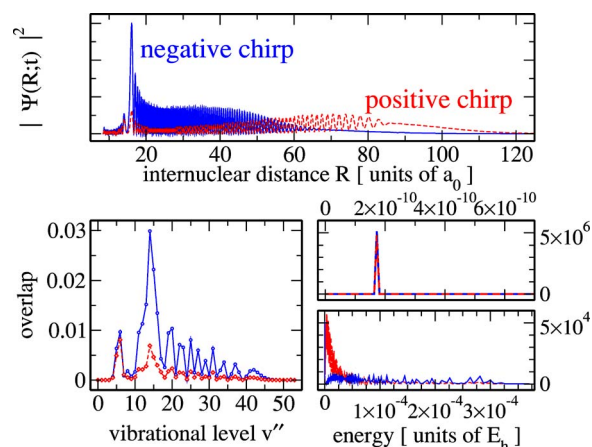 negative chirp
positive chirp
| Ψ(R;t) |²
20 40 60 80 100 120
internuclear distance R [ units of a₀ ]
0 2×10⁻¹⁰ 4×10⁻¹⁰ 6×10⁻¹⁰
0.03
0.02
0.01
0
overlap
0 10 20 30 40 50
vibrational level v''
5×10⁶
0
5×10⁴
0
1×10⁻⁴ 2×10⁻⁴ 3×10⁻⁴
energy [ units of Eₕ ]